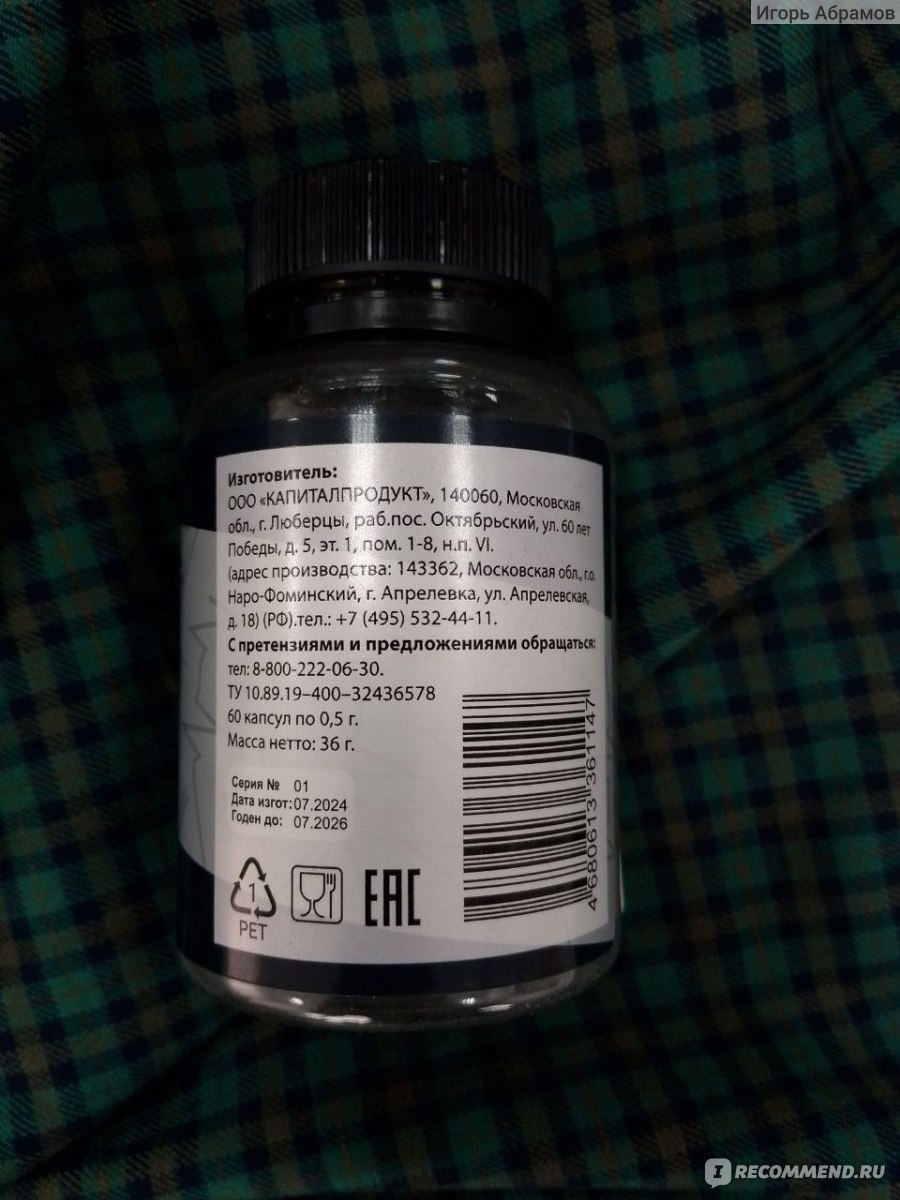 Игорь Абрамов
Изготовитель:
ООО «КАПИТАЛПРОДУКТ», 140060, Московская
обл., г. Люберцы, раб.пос. Октябрьский, ул. 60 лет
Победы, д. 5, эт. 1, пом. 1-8, н.п. VI.
(адрес производства: 143362, Московская обл., г.о.
Наро-Фоминский, г. Апрелевка, ул. Апрелевская,
д. 18) (РФ).тел.: +7 (495) 532-44-11.
С претензиями и предложениями обращаться:
тел: 8-800-222-06-30.
ТУ 10.89.19–400–32436578
60 капсул по 0,5 г.
Масса нетто: 36 г.
Серия № 01
Дата изгот: 07.2024
Годен до: 07.2026
1
PET
EAC
4 680613 361147
I RECOMMEND.RU